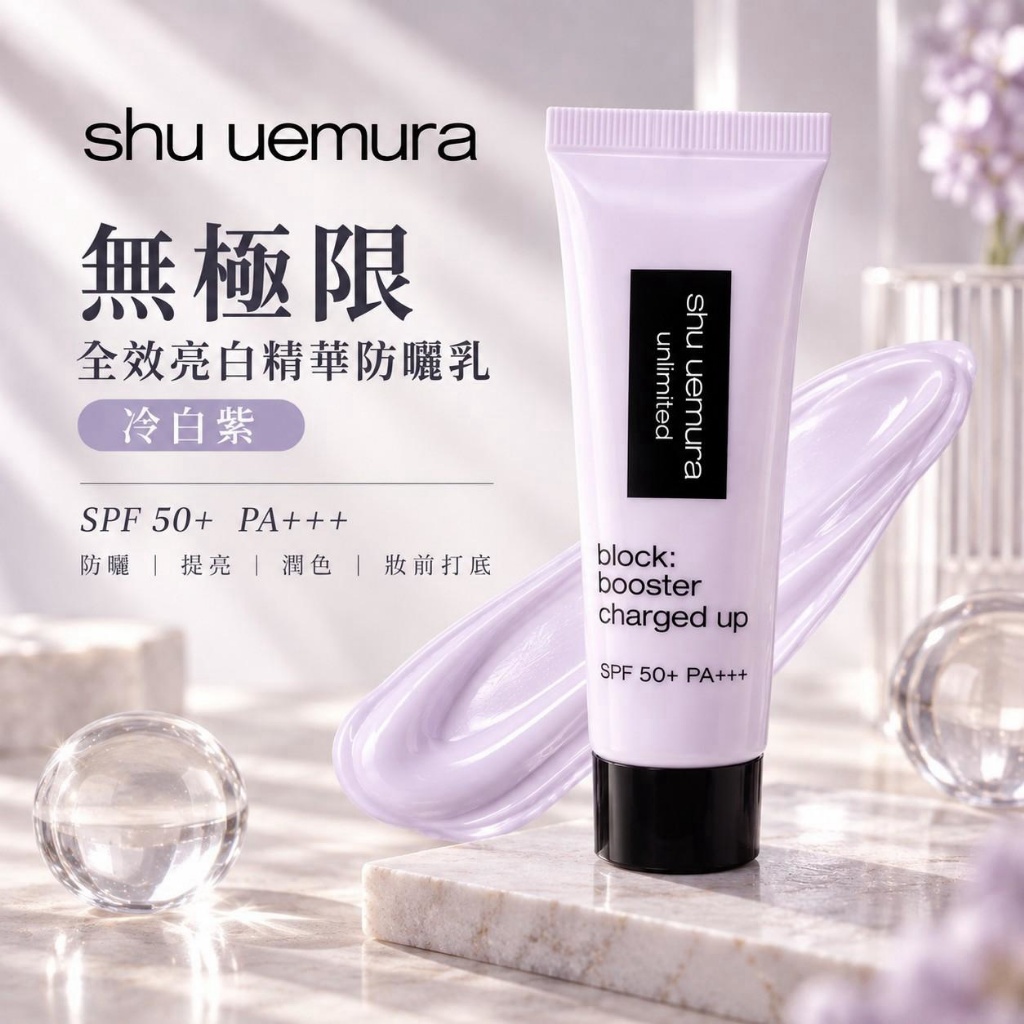 shu uemura
無極限
全效亮白精華防曬乳
冷白紫
SPF 50+ PA+++
防曬｜提亮｜潤色｜妝前打底
shu uemura
unlimited
block:
booster
charged up
SPF 50+ PA+++